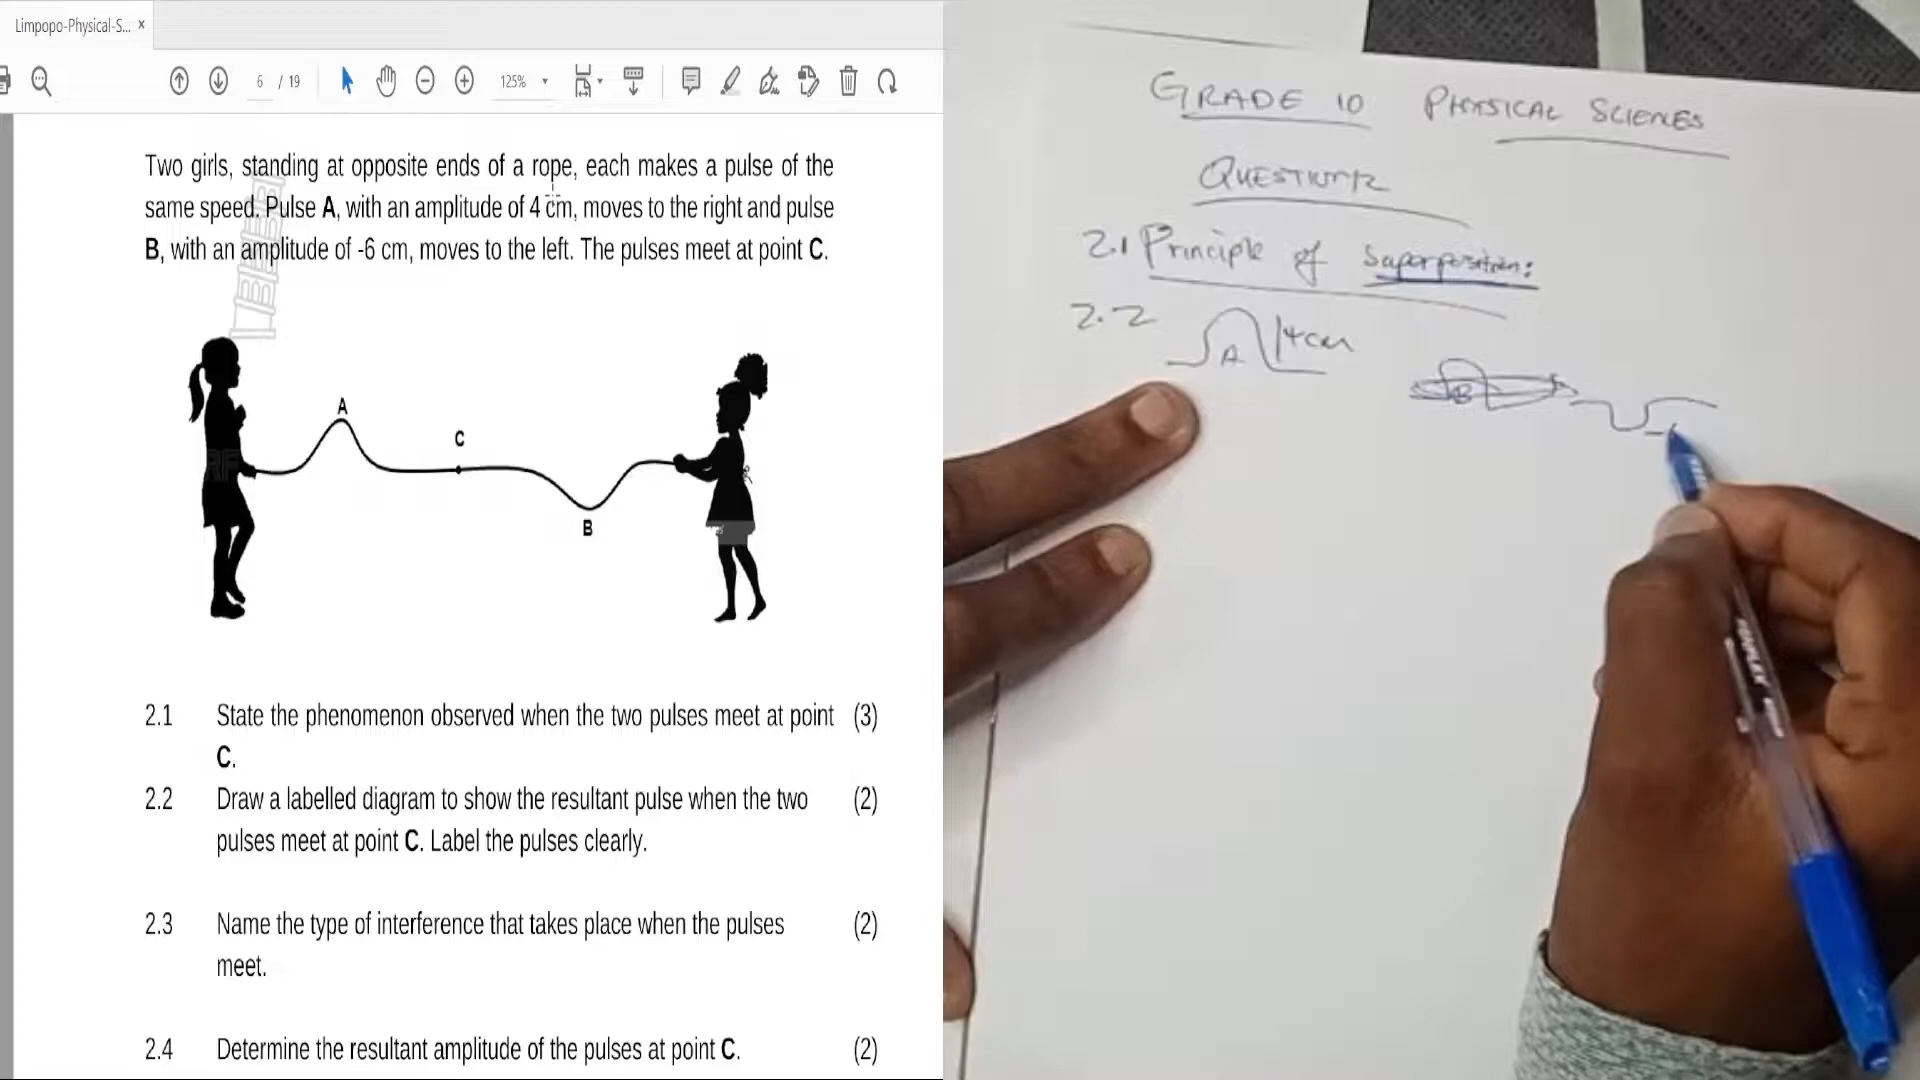 Limpopo-Physical-S... ×
6 / 19
125%
Two girls, standing at opposite ends of a rope, each makes a pulse of the
same speed. Pulse A, with an amplitude of 4 cm, moves to the right and pulse
B, with an amplitude of -6 cm, moves to the left. The pulses meet at point C.
A
C
B
2.1 State the phenomenon observed when the two pulses meet at point (3)
C.
2.2 Draw a labelled diagram to show the resultant pulse when the two (2)
pulses meet at point C. Label the pulses clearly.
2.3 Name the type of interference that takes place when the pulses (2)
meet.
2.4 Determine the resultant amplitude of the pulses at point C. (2)
GRADE 10 PHYSICAL SCIENCES
2.1 Principle of Superposition:
2.2 A 4cm
B